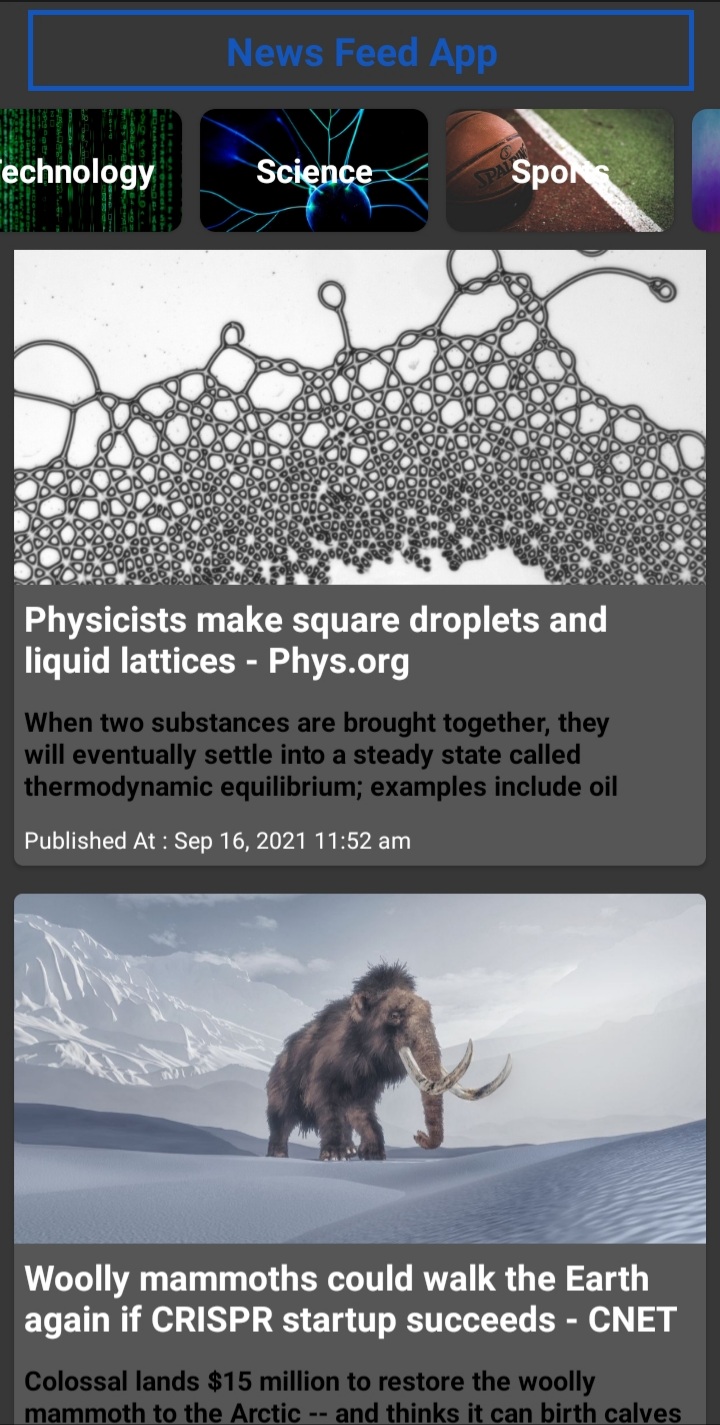 News Feed App
echnology
Science
Sports
SPALDING
Physicists make square droplets and
liquid lattices - Phys.org
When two substances are brought together, they
will eventually settle into a steady state called
thermodynamic equilibrium; examples include oil
Published At : Sep 16, 2021 11:52 am
Woolly mammoths could walk the Earth
again if CRISPR startup succeeds - CNET
Colossal lands $15 million to restore the woolly
mammoth to the Arctic -- and thinks it can birth calves